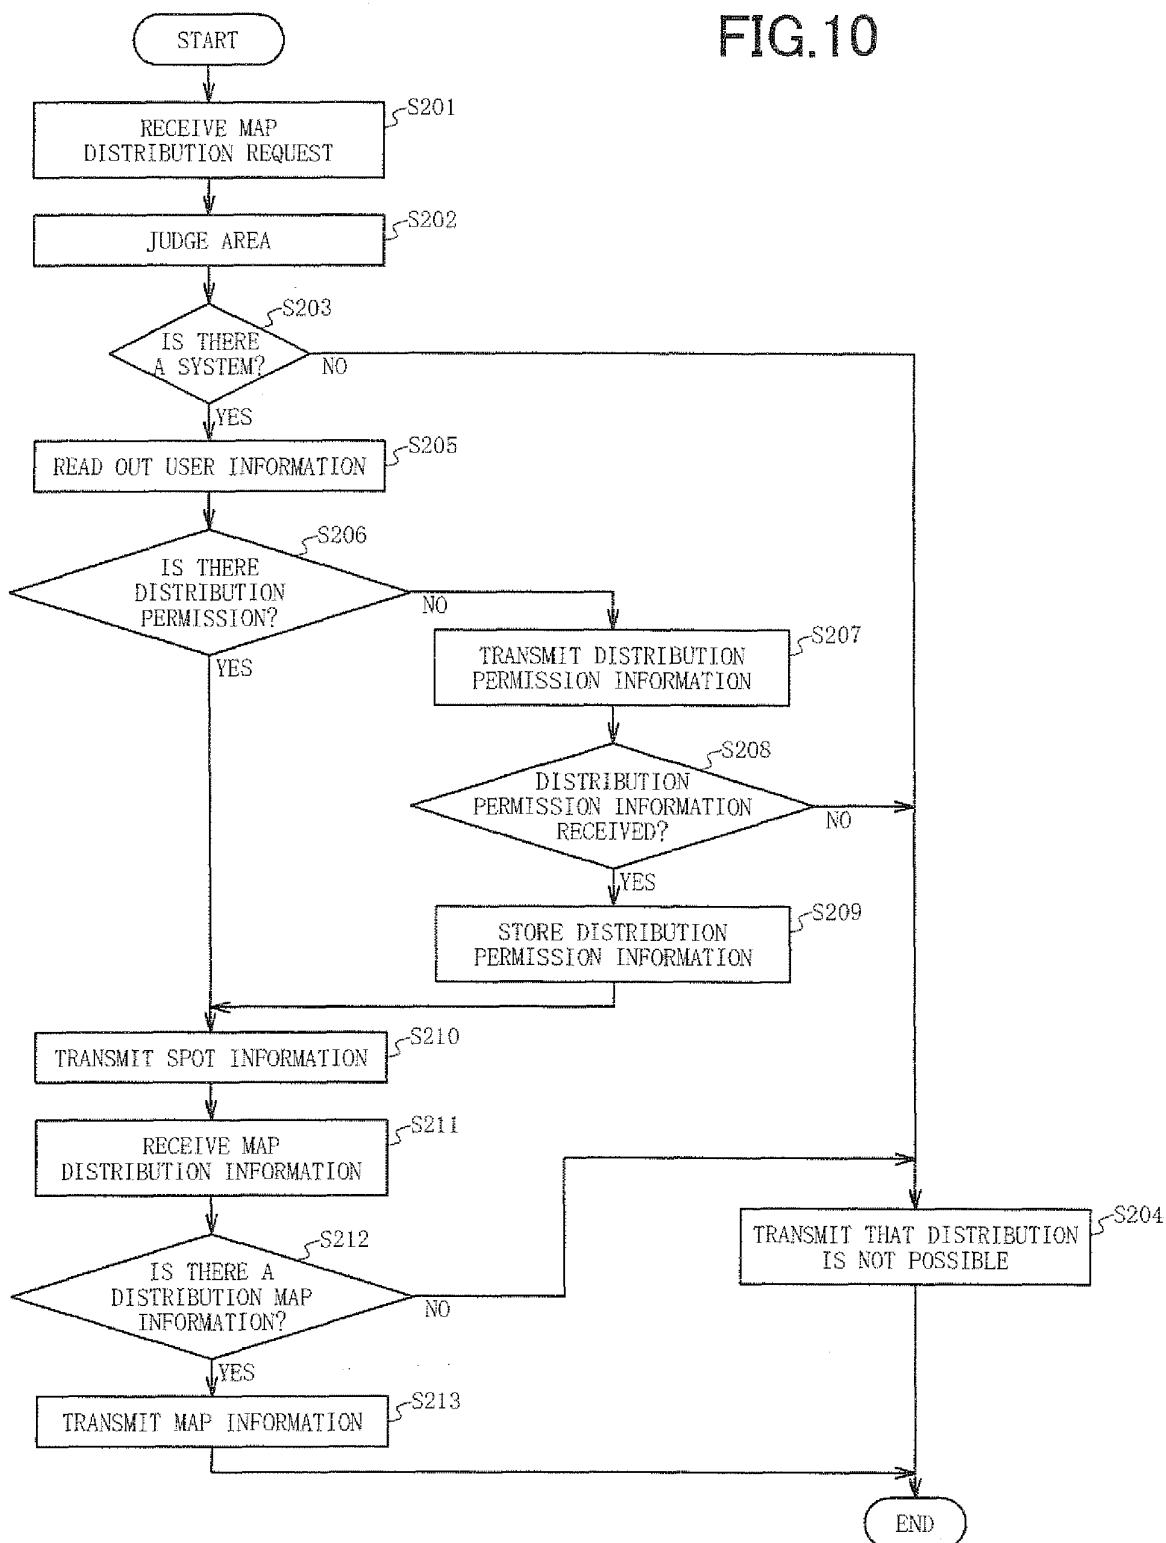 FIG.10
START
S201
RECEIVE MAP
DISTRIBUTION REQUEST
S202
JUDGE AREA
S203
IS THERE
A SYSTEM?
NO
YES
S205
READ OUT USER INFORMATION
S206
IS THERE
DISTRIBUTION
PERMISSION?
NO
YES
S207
TRANSMIT DISTRIBUTION
PERMISSION INFORMATION
S208
DISTRIBUTION
PERMISSION INFORMATION
RECEIVED?
NO
YES
S209
STORE DISTRIBUTION
PERMISSION INFORMATION
S210
TRANSMIT SPOT INFORMATION
S211
RECEIVE MAP
DISTRIBUTION INFORMATION
S204
TRANSMIT THAT DISTRIBUTION
IS NOT POSSIBLE
S212
IS THERE A
DISTRIBUTION MAP
INFORMATION?
NO
YES
S213
TRANSMIT MAP INFORMATION
END